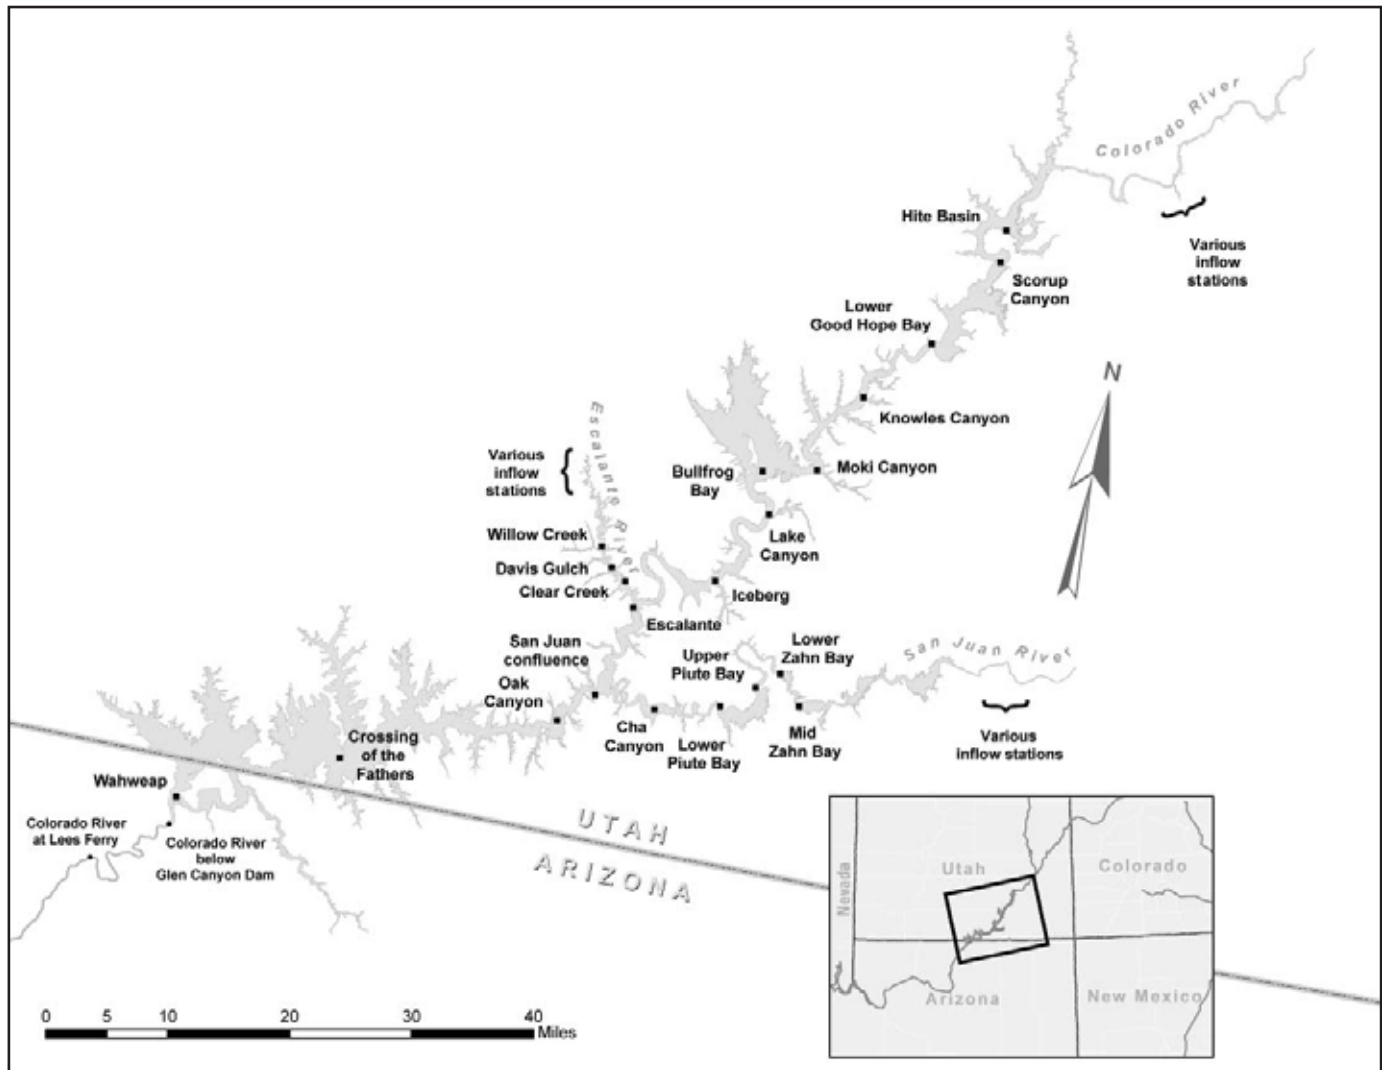 Colorado River
Hite Basin
Various
inflow
stations
Scorup
Canyon
Lower
Good Hope Bay
N
Knowles Canyon
Escalante River
Various
inflow
stations
Bullfrog
Bay
Moki Canyon
Lake
Canyon
Willow Creek
Davis Gulch
Clear Creek
Iceberg
Escalante
San Juan
confluence
Lower
Zahn Bay
San Juan River
Upper
Piute Bay
Oak
Canyon
Cha
Canyon
Lower
Piute Bay
Mid
Zahn Bay
Various
inflow stations
Crossing
of the
Fathers
Wahweap
Colorado River
at Lees Ferry
Colorado River
below
Glen Canyon Dam
UTAH
ARIZONA
Nevada
Utah
Colorado
Arizona
New Mexico
0 5 10 20 30 40
Miles